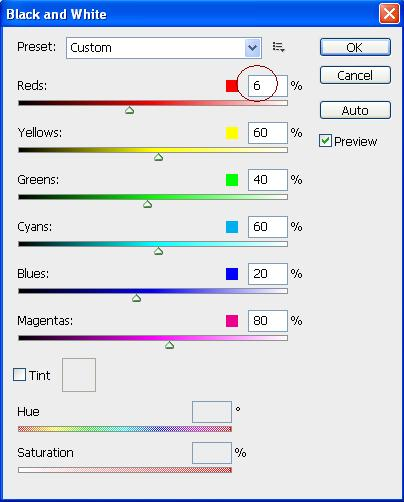 Black and White
Preset: Custom
OK
Cancel
Auto
Preview
Reds: 6 %
Yellows: 60 %
Greens: 40 %
Cyans: 60 %
Blues: 20 %
Magentas: 80 %
Tint
Hue °
Saturation %